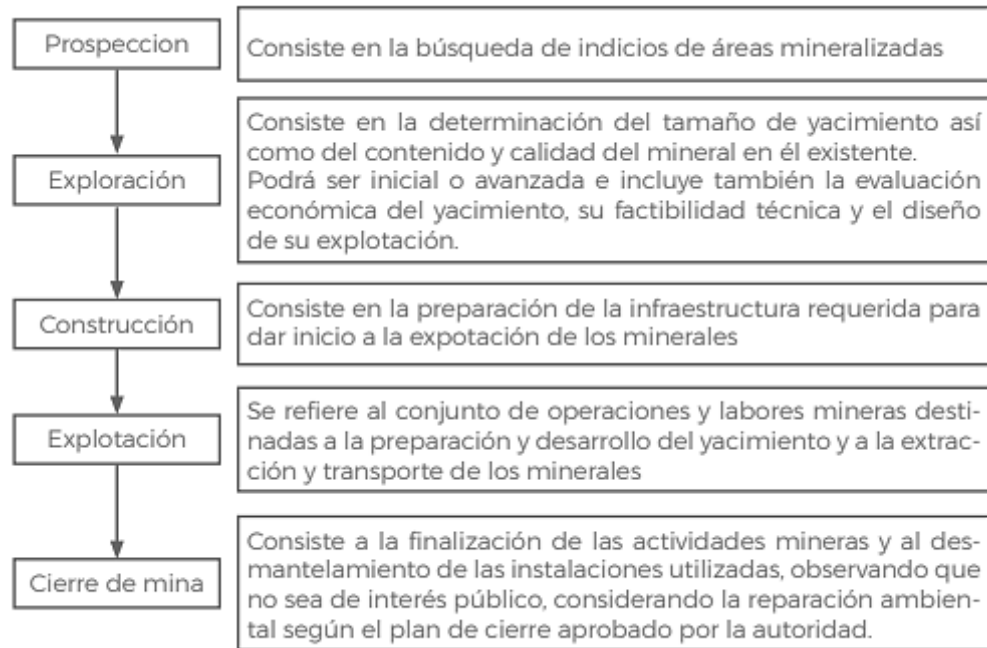 Prospeccion
Consiste en la búsqueda de indicios de áreas mineralizadas
Exploración
Consiste en la determinación del tamaño de yacimiento así
como del contenido y calidad del mineral en él existente.
Podrá ser inicial o avanzada e incluye también la evaluación
económica del yacimiento, su factibilidad técnica y el diseño
de su explotación.
Construcción
Consiste en la preparación de la infraestructura requerida para
dar inicio a la expotación de los minerales
Explotación
Se refiere al conjunto de operaciones y labores mineras desti-
nadas a la preparación y desarrollo del yacimiento y a la extrac-
ción y transporte de los minerales
Cierre de mina
Consiste a la finalización de las actividades mineras y al des-
mantelamiento de las instalaciones utilizadas, observando que
no sea de interés público, considerando la reparación ambien-
tal según el plan de cierre aprobado por la autoridad.